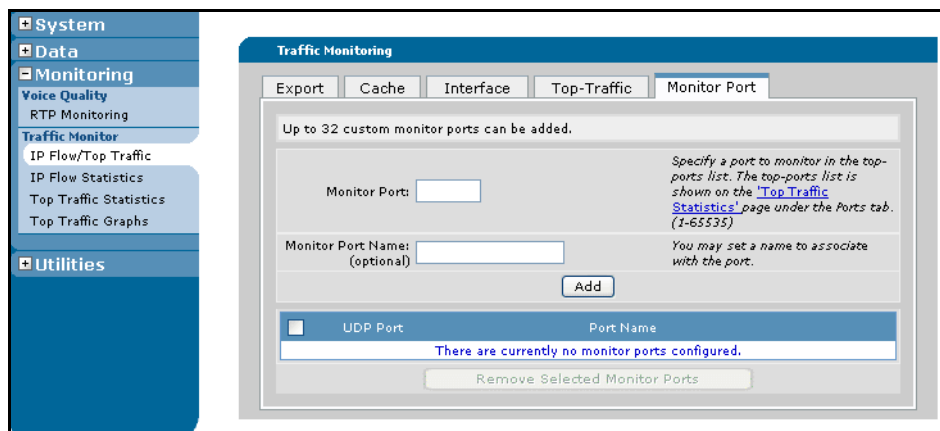 System
Data
Monitoring
Voice Quality
RTP Monitoring
Traffic Monitor
IP Flow/Top Traffic
IP Flow Statistics
Top Traffic Statistics
Top Traffic Graphs
Utilities
Traffic Monitoring
Export
Cache
Interface
Top-Traffic
Monitor Port
Up to 32 custom monitor ports can be added.
Monitor Port:
Specify a port to monitor in the top-
ports list. The top-ports list is
shown on the 'Top Traffic
Statistics' page under the Ports tab.
(1-65535)
Monitor Port Name:
(optional)
You may set a name to associate
with the port.
Add
UDP Port
Port Name
There are currently no monitor ports configured.
Remove Selected Monitor Ports